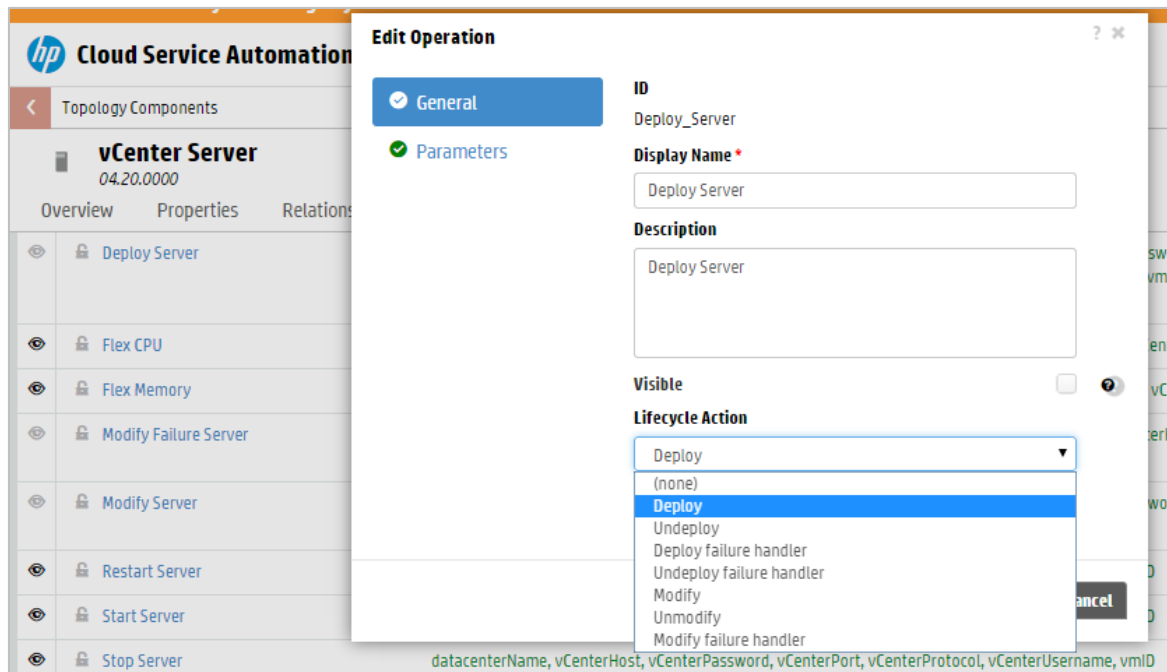 hp Cloud Service Automation
Topology Components
vCenter Server
04.20.0000
Overview Properties Relations
Deploy Server
Flex CPU
Flex Memory
Modify Failure Server
Modify Server
Restart Server
Start Server
Stop Server datacenterName, vCenterHost, vCenterPassword, vCenterPort, vCenterProtocol, vCenterUsername, vmID
Edit Operation ?
General
Parameters
ID
Deploy_Server
Display Name *
Deploy Server
Description
Deploy Server
Visible ?
Lifecycle Action
Deploy
(none)
Deploy
Undeploy
Deploy failure handler
Undeploy failure handler
Modify
Unmodify
Modify failure handler
ancel